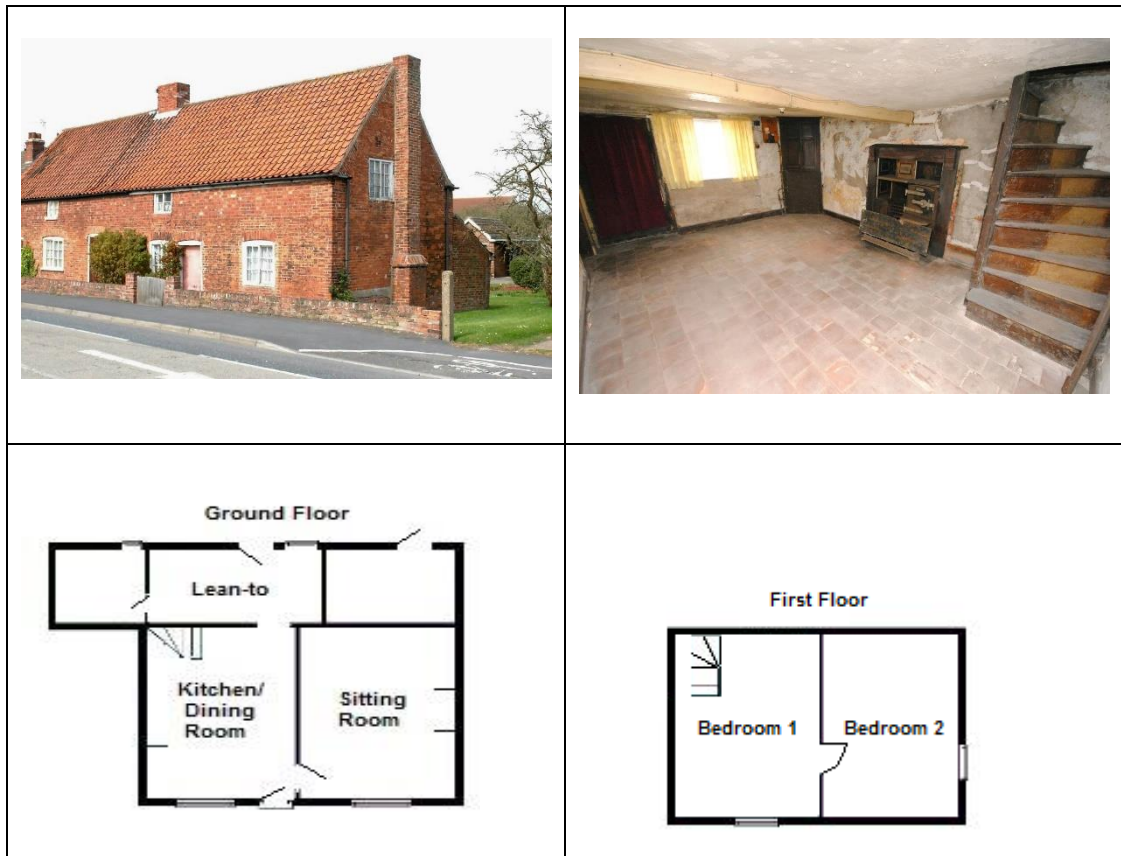 Ground Floor
Lean-to
Kitchen/
Dining
Room
Sitting
Room
First Floor
Bedroom 1
Bedroom 2